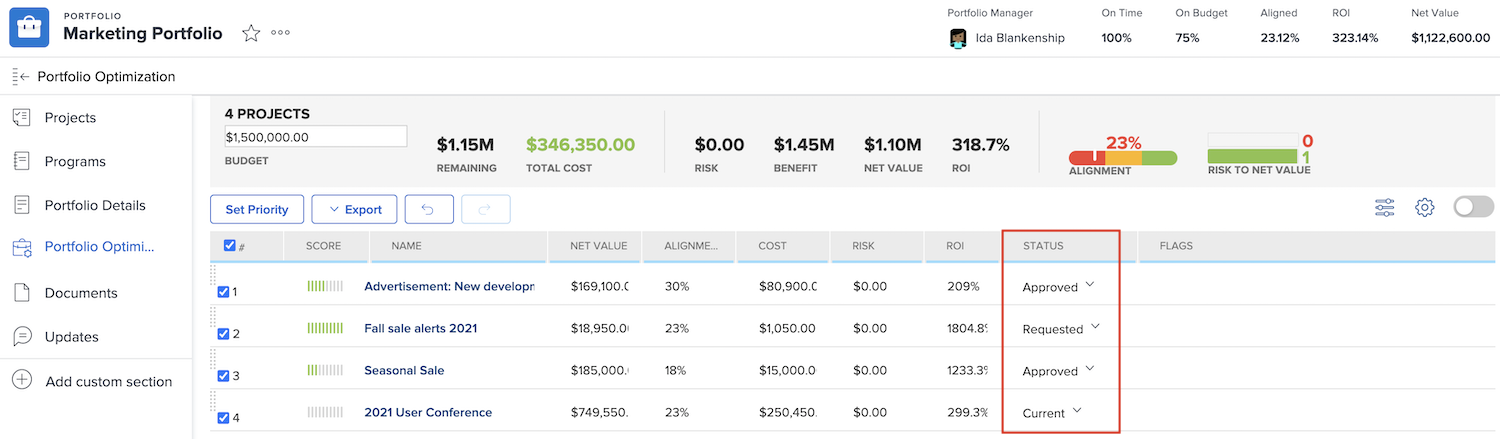 PORTFOLIO
Marketing Portfolio
Portfolio Manager
Ida Blankenship
On Time
100%
On Budget
75%
Aligned
23.12%
ROI
323.14%
Net Value
$1,122,600.00
Portfolio Optimization
Projects
Programs
Portfolio Details
Portfolio Optimi...
Documents
Updates
Add custom section
4 PROJECTS
$1,500,000.00
BUDGET
$1.15M
REMAINING
$346,350.00
TOTAL COST
$0.00
RISK
$1.45M
BENEFIT
$1.10M
NET VALUE
318.7%
ROI
23%
ALIGNMENT
0
1
RISK TO NET VALUE
Set Priority
Export
# SCORE NAME NET VALUE ALIGNME... COST RISK ROI STATUS FLAGS
1 Advertisement: New developm $169,100.0 30% $80,900.0 $0.00 209% Approved
2 Fall sale alerts 2021 $18,950.0 23% $1,050.00 $0.00 1804.8% Requested
3 Seasonal Sale $185,000. 18% $15,000.0 $0.00 1233.3% Approved
4 2021 User Conference $749,550. 23% $250,450. $0.00 299.3% Current